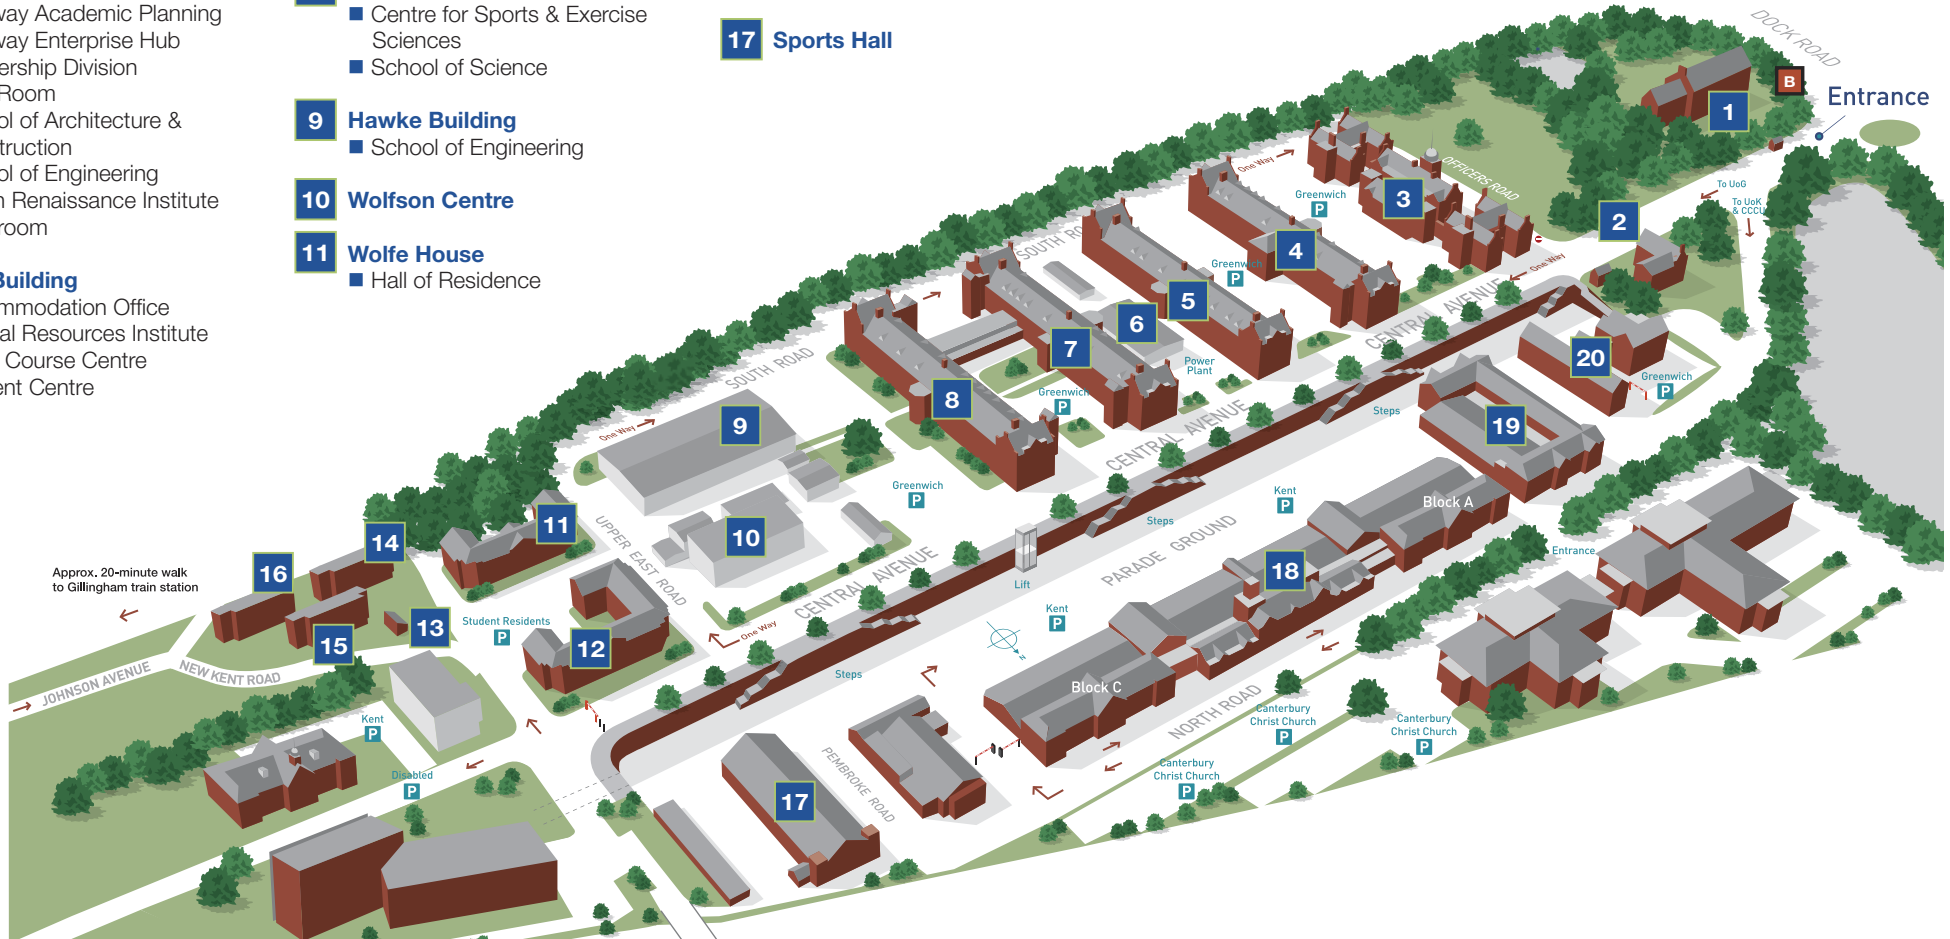 way Academic Planning
way Enterprise Hub
ership Division
Room
ol of Architecture &
truction
ol of Engineering
n Renaissance Institute
room
Building
mmodation Office
al Resources Institute
Course Centre
ent Centre
Centre for Sports & Exercise
Sciences
School of Science
9 Hawke Building
School of Engineering
10 Wolfson Centre
11 Wolfe House
Hall of Residence
17 Sports Hall
DOCK ROAD
B
Entrance
1
One Way
OFFICERS ROAD
Greenwich
P
3
To UoG
To UoK
& CCCU
2
4
SOUTH RO
Greenwich
P
One Way
5
CENTRAL AVENUE
6
7
Power
Plant
20
Greenwich
P
SOUTH ROAD
8
Greenwich
P
Steps
9
One Way
CENTRAL AVENUE
19
Greenwich
P
Kent
P
Block A
11
UPPER EAST ROAD
10
Steps
PARADE GROUND
Entrance
14
16
Approx. 20-minute walk
to Gillingham train station
CENTRAL AVENUE
Lift
18
Kent
P
13
15
Student Residents
P
One Way
12
N
JOHNSON AVENUE
NEW KENT ROAD
Steps
Block C
NORTH ROAD
Canterbury
Christ Church
P
Canterbury
Christ Church
P
Kent
P
Disabled
P
PEMBROKE ROAD
Canterbury
Christ Church
P
17